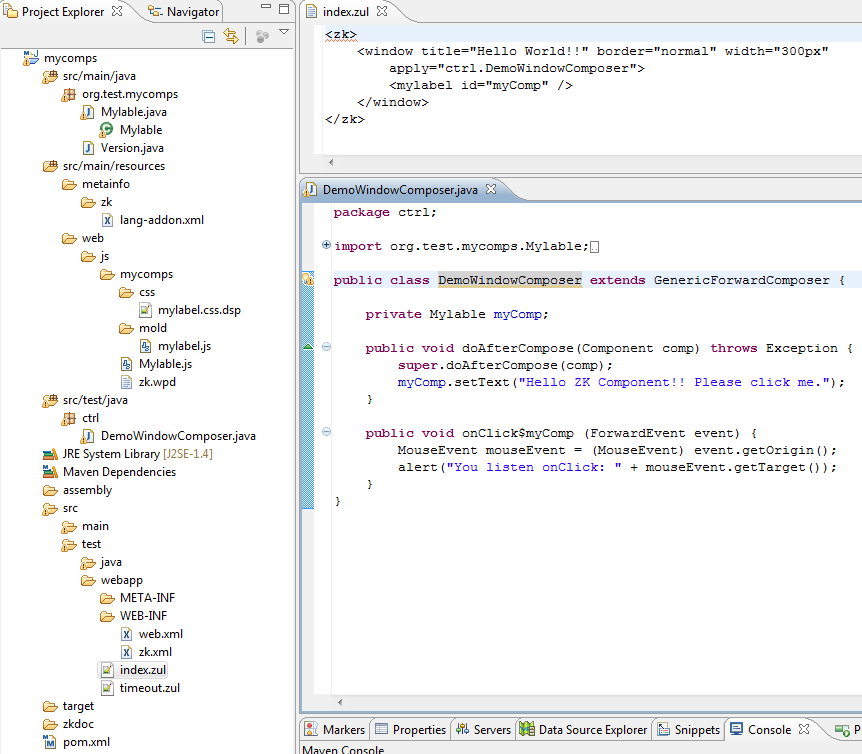 Project Explorer
Navigator
mycomps
src/main/java
org.test.mycomps
Mylable.java
Mylable
Version.java
src/main/resources
metainfo
zk
lang-addon.xml
web
js
mycomps
css
mylabel.css.dsp
mold
mylabel.js
Mylable.js
zk.wpd
src/test/java
ctrl
DemoWindowComposer.java
JRE System Library [J2SE-1.4]
Maven Dependencies
assembly
src
main
test
java
webapp
META-INF
WEB-INF
web.xml
zk.xml
index.zul
timeout.zul
target
zkdoc
pom.xml
index.zul
<zk>
    <window title="Hello World!!" border="normal" width="300px"
        apply="ctrl.DemoWindowComposer">
        <mylabel id="myComp" />
    </window>
</zk>
DemoWindowComposer.java
package ctrl;
import org.test.mycomps.Mylable;
public class DemoWindowComposer extends GenericForwardComposer {
    private Mylable myComp;
    public void doAfterCompose(Component comp) throws Exception {
        super.doAfterCompose(comp);
        myComp.setText("Hello ZK Component!! Please click me.");
    }
    public void onClick$myComp (ForwardEvent event) {
        MouseEvent mouseEvent = (MouseEvent) event.getOrigin();
        alert("You listen onClick: " + mouseEvent.getTarget());
    }
}
Markers
Properties
Servers
Data Source Explorer
Snippets
Console
P
Maven Console